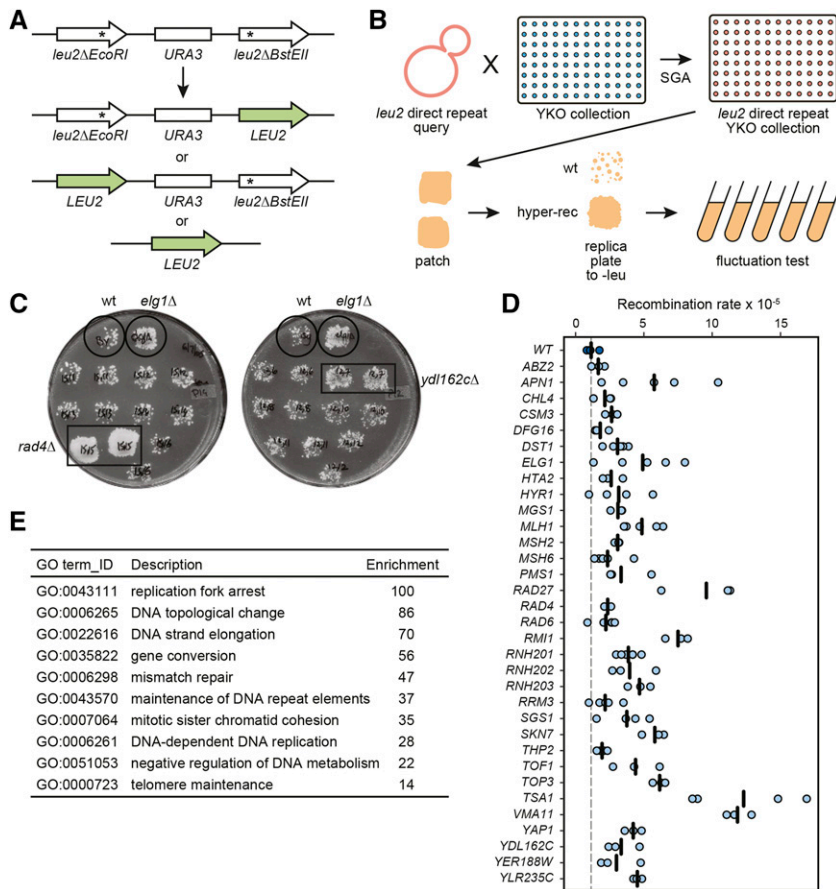 A
leu2ΔEcoRI URA3 leu2ΔBstEII
leu2ΔEcoRI URA3 LEU2
or
LEU2 URA3 leu2ΔBstEII
or
LEU2
B
X
SGA
leu2 direct repeat
query
YKO collection
leu2 direct repeat
YKO collection
wt
hyper-rec
patch
replica
plate
to -leu
fluctuation test
C
wt elg1Δ
wt elg1Δ
rad4Δ
ydl162cΔ
D
Recombination rate x 10-5
0 5 10 15
WT
ABZ2
APN1
CHL4
CSM3
DFG16
DST1
ELG1
HTA2
HYR1
MGS1
MLH1
MSH2
MSH6
PMS1
RAD27
RAD4
RAD6
RMI1
RNH201
RNH202
RNH203
RRM3
SGS1
SKN7
THP2
TOF1
TOP3
TSA1
VMA11
YAP1
YDL162C
YER188W
YLR235C
E
GO term_ID Description Enrichment
GO:0043111 replication fork arrest 100
GO:0006265 DNA topological change 86
GO:0022616 DNA strand elongation 70
GO:0035822 gene conversion 56
GO:0006298 mismatch repair 47
GO:0043570 maintenance of DNA repeat elements 37
GO:0007064 mitotic sister chromatid cohesion 35
GO:0006261 DNA-dependent DNA replication 28
GO:0051053 negative regulation of DNA metabolism 22
GO:0000723 telomere maintenance 14